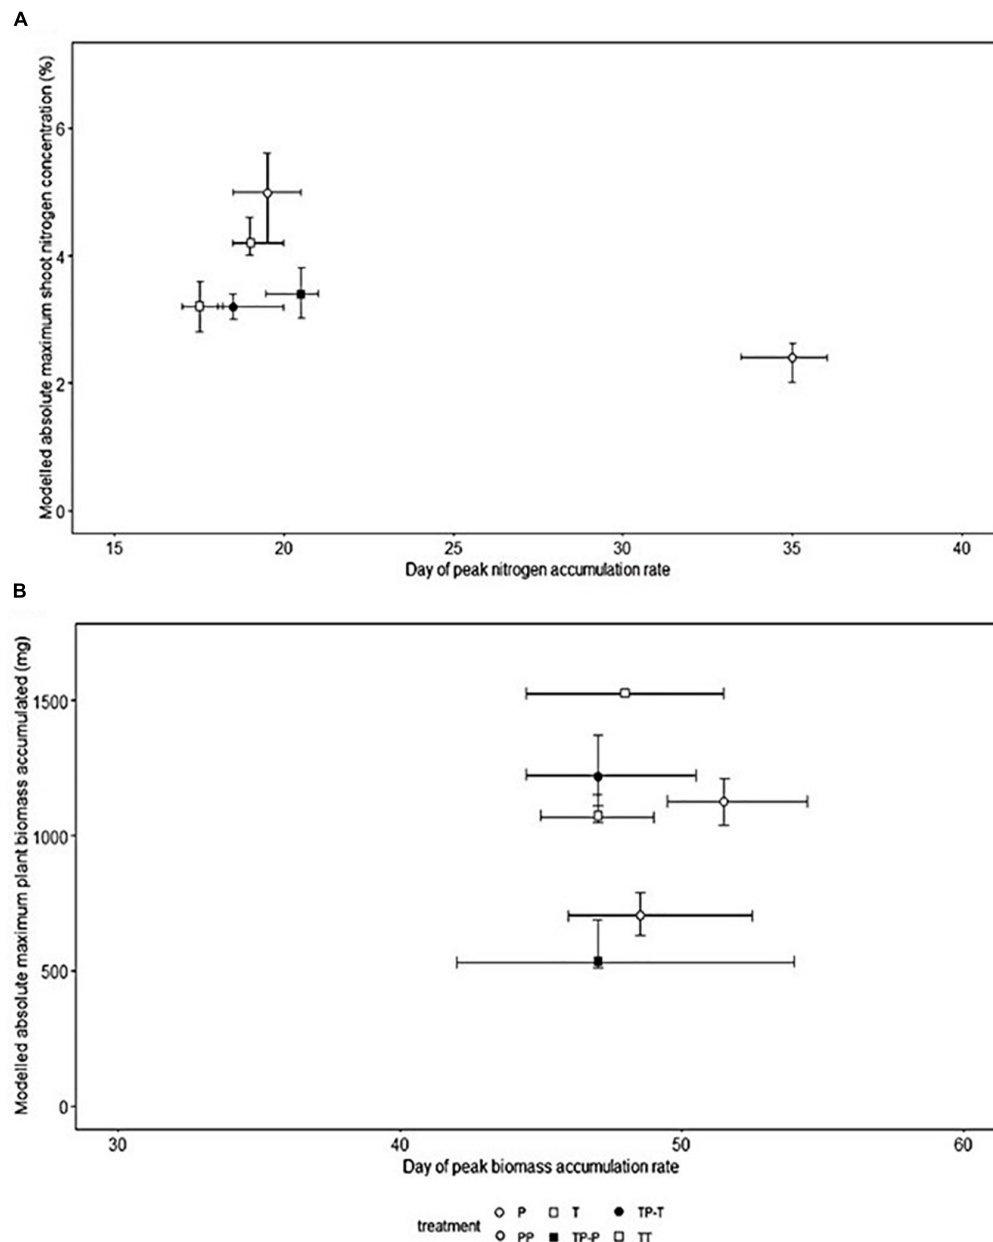 A
Modelled absolute maximum shoot nitrogen concentration (%)
6
4
2
0
15 20 25 30 35 40
Day of peak nitrogen accumulation rate
B
Modelled absolute maximum plant biomass accumulated (mg)
1500
1000
500
0
30 40 50 60
Day of peak biomass accumulation rate
treatment
P T TP-T
PP TP-P TT